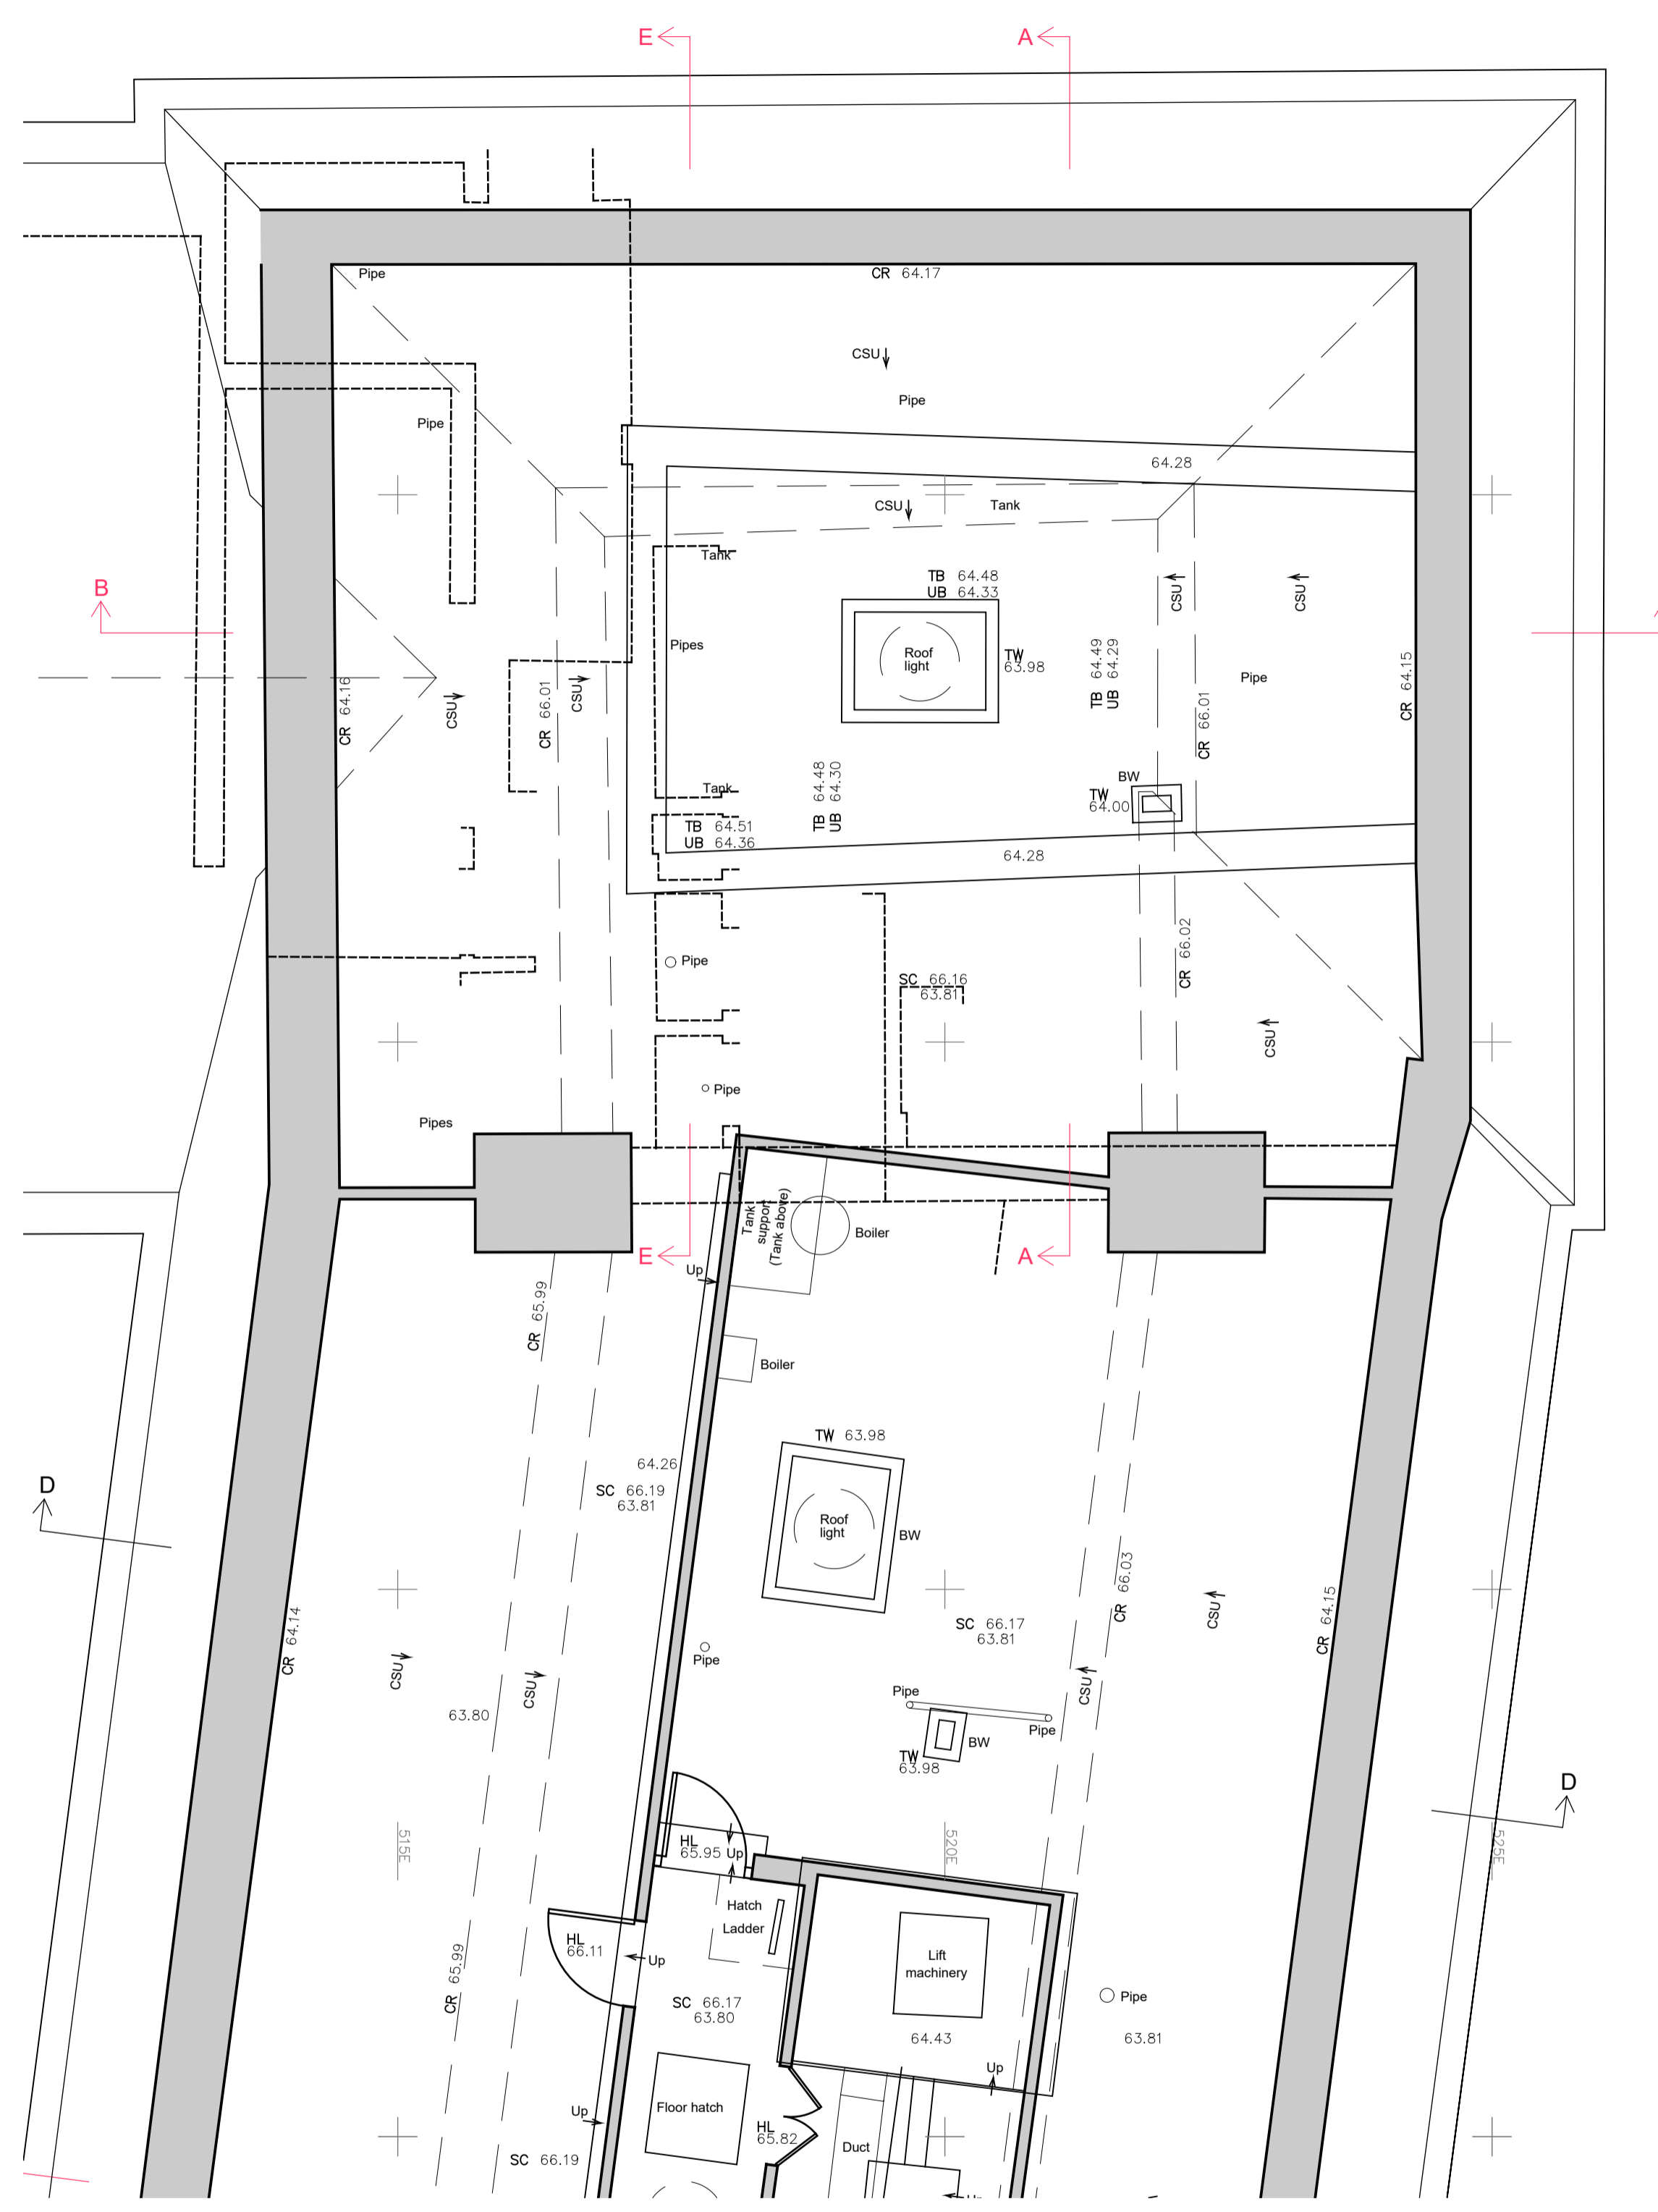 E
A
Pipe
CR 64.17
CSU
Pipe
Pipe
64.28
CSU
Tank
Tank
TB 64.48
UB 64.33
B
CSU
CSU
Pipes
Roof
light
TW
63.98
TB 64.49
UB 64.29
Pipe
CR 64.15
CR 64.16
CSU
CR 66.01
CSU
CR 66.01
Tank
TB 64.48
UB 64.30
BW
TW
64.00
TB 64.51
UB 64.36
64.28
CR 66.02
Pipe
SC 66.16
63.81
CSU
Pipe
Pipes
Tank
support
(Tank above)
Boiler
E
A
Up
CR 65.99
Boiler
TW 63.98
64.26
D
SC 66.19
63.81
Roof
light
BW
CR 66.03
CR 64.15
CSU
SC 66.17
63.81
CR 64.14
Pipe
CSU
CSU
CSU
Pipe
63.80
Pipe
BW
TW
63.98
D
515E
520E
525E
HL
65.95
Up
Hatch
Ladder
HL
66.11
Up
Lift
machinery
CR 65.99
Pipe
SC 66.17
63.80
64.43
63.81
Up
Up
Floor hatch
HL
65.82
Duct
SC 66.19